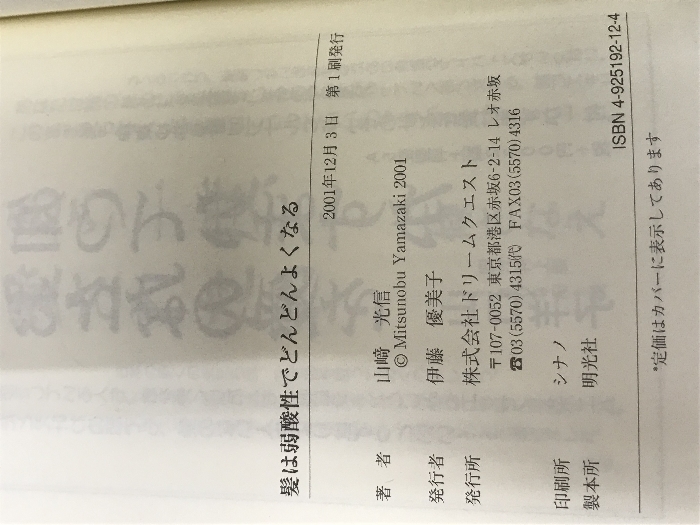 髪は弱酸性でどんどんよくなる
2001年12月3日　第1刷発行
著　者　山﨑　光信
© Mitsunobu Yamazaki 2001
発行者　伊藤　優美子
発行所　株式会社ドリームクエスト
〒107-0052 東京都港区赤坂6-2-14 レオ赤坂
☎03(5570)4315代　FAX03(5570)4316
印刷所　シナノ
製本所　明光社
ISBN 4-925192-12-4
*定価はカバーに表示してあります